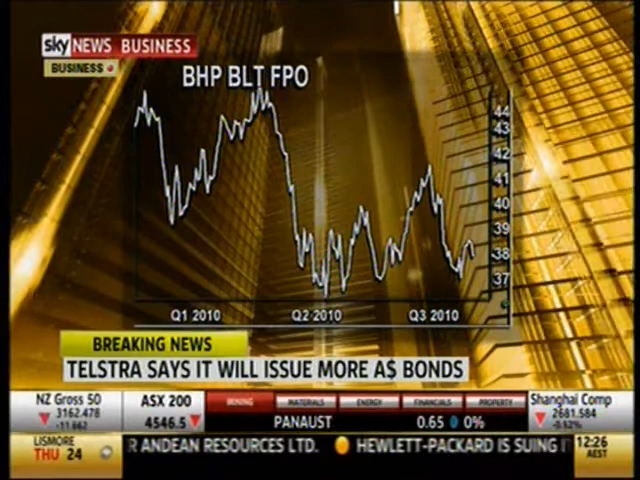 sky NEWS BUSINESS
BUSINESS
BHP BLT FPO
44
43
42
41
40
39
38
37
Q1 2010
Q2 2010
Q3 2010
BREAKING NEWS
TELSTRA SAYS IT WILL ISSUE MORE A$ BONDS
NZ Gross 50
3162.478
-11.662
ASX 200
4546.5
MINING
MATERIALS
ENERGY
FINANCIALS
PROPERTY
PANAUST
0.65
0%
Shanghai Comp
2681.584
-0.52%
LISMORE
THU 24
R ANDEAN RESOURCES LTD.
HEWLETT-PACKARD IS SUING
12:26
AEST